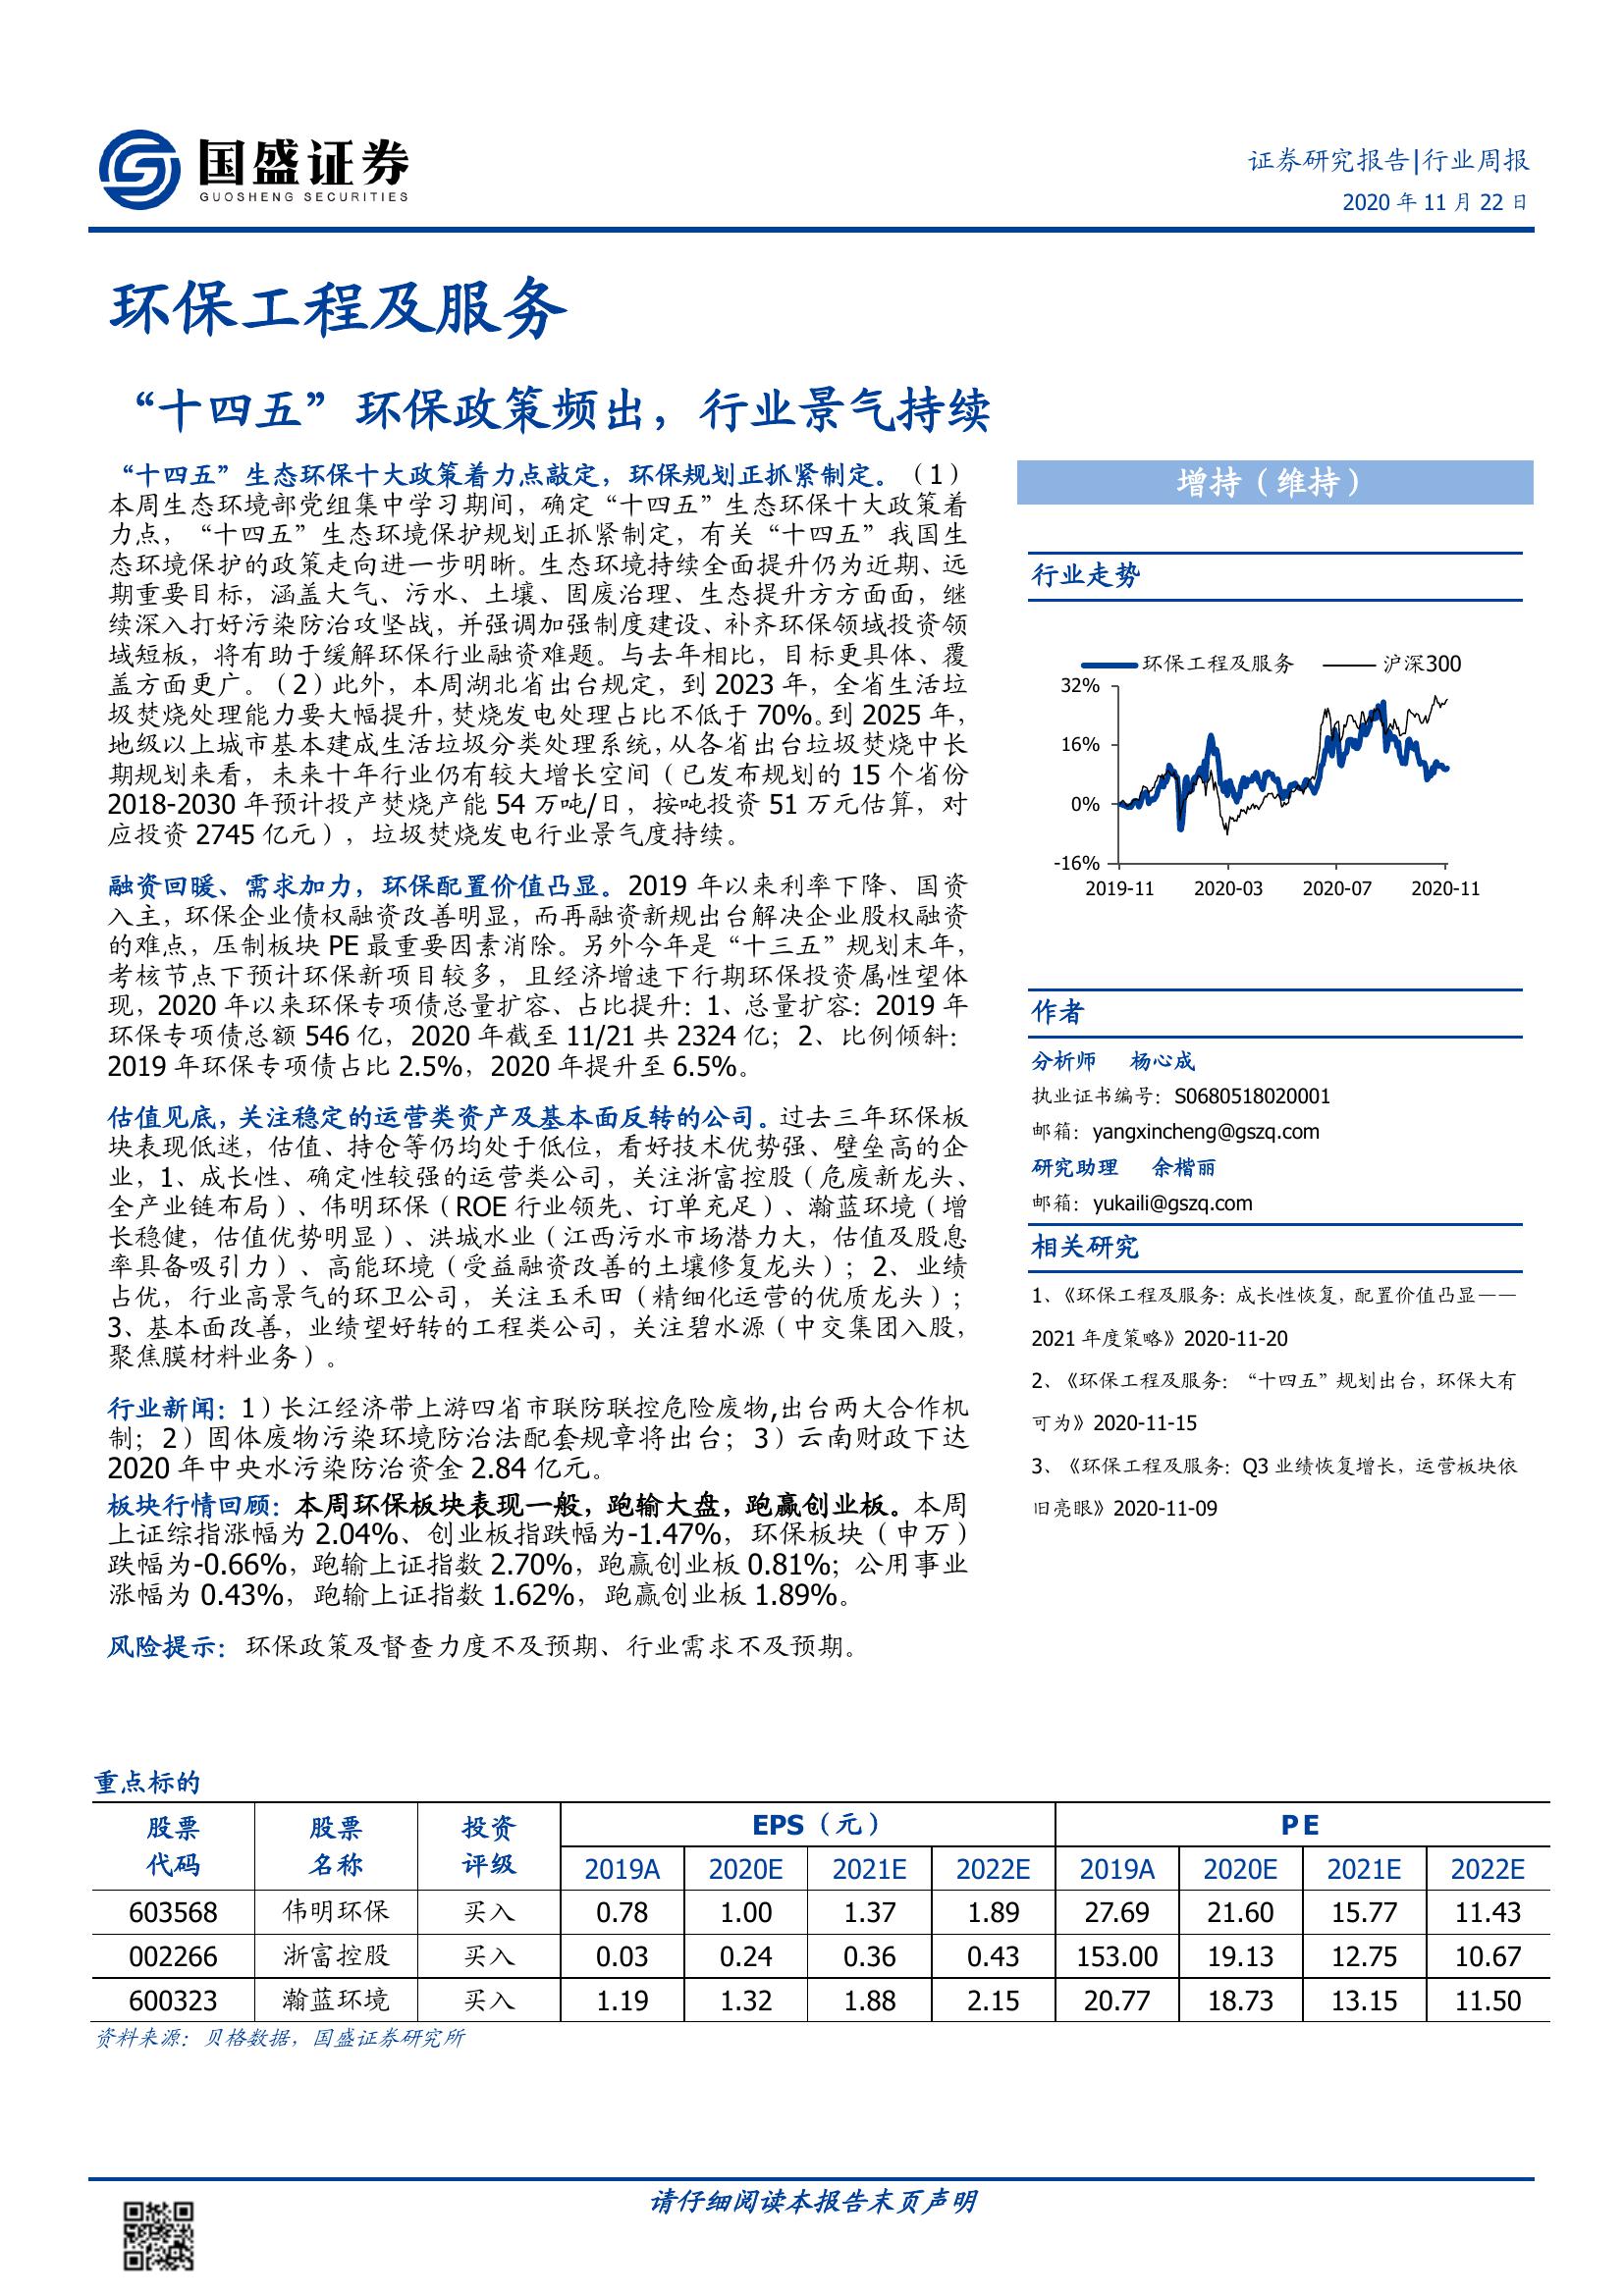 国盛证券
GUOSHENG SECURITIES
证券研究报告|行业周报
2020 年 11 月 22 日
环保工程及服务
“十四五”环保政策频出，行业景气持续
“十四五”生态环保十大政策着力点敲定，环保规划正抓紧制定。（1）
本周生态环境部党组集中学习期间，确定“十四五”生态环保十大政策着
力点，“十四五”生态环境保护规划正抓紧制定，有关“十四五”我国生
态环境保护的政策走向进一步明晰。生态环境持续全面提升仍为近期、远
期重要目标，涵盖大气、污水、土壤、固废治理、生态提升方方面面，继
续深入打好污染防治攻坚战，并强调加强制度建设、补齐环保领域投资领
域短板，将有助于缓解环保行业融资难题。与去年相比，目标更具体、覆
盖方面更广。（2）此外，本周湖北省出台规定，到 2023 年，全省生活垃
圾焚烧处理能力要大幅提升，焚烧发电处理占比不低于 70%。到 2025 年，
地级以上城市基本建成生活垃圾分类处理系统，从各省出台垃圾焚烧中长
期规划来看，未来十年行业仍有较大增长空间（已发布规划的 15 个省份
2018-2030 年预计投产焚烧产能 54 万吨/日，按吨投资 51 万元估算，对
应投资 2745 亿元），垃圾焚烧发电行业景气度持续。
融资回暖、需求加力，环保配置价值凸显。2019 年以来利率下降、国资
入主，环保企业债权融资改善明显，而再融资新规出台解决企业股权融资
的难点，压制板块 PE 最重要因素消除。另外今年是“十三五”规划末年，
考核节点下预计环保新项目较多，且经济增速下行期环保投资属性望体
现，2020 年以来环保专项债总量扩容、占比提升：1、总量扩容：2019 年
环保专项债总额 546 亿，2020 年截至 11/21 共 2324 亿；2、比例倾斜：
2019 年环保专项债占比 2.5%，2020 年提升至 6.5%。
估值见底，关注稳定的运营类资产及基本面反转的公司。过去三年环保板
块表现低迷，估值、持仓等仍均处于低位，看好技术优势强、壁垒高的企
业，1、成长性、确定性较强的运营类公司，关注浙富控股（危废新龙头、
全产业链布局）、伟明环保（ROE 行业领先、订单充足）、瀚蓝环境（增
长稳健，估值优势明显）、洪城水业（江西污水市场潜力大，估值及股息
率具备吸引力）、高能环境（受益融资改善的土壤修复龙头）；2、业绩
占优，行业高景气的环卫公司，关注玉禾田（精细化运营的优质龙头）；
3、基本面改善，业绩望好转的工程类公司，关注碧水源（中交集团入股，
聚焦膜材料业务）。
行业新闻：1）长江经济带上游四省市联防联控危险废物,出台两大合作机
制；2）固体废物污染环境防治法配套规章将出台；3）云南财政下达
2020 年中央水污染防治资金 2.84 亿元。
板块行情回顾：本周环保板块表现一般，跑输大盘，跑赢创业板。本周
上证综指涨幅为 2.04%、创业板指跌幅为-1.47%，环保板块（申万）
跌幅为-0.66%，跑输上证指数 2.70%，跑赢创业板 0.81%；公用事业
涨幅为 0.43%，跑输上证指数 1.62%，跑赢创业板 1.89%。
风险提示：环保政策及督查力度不及预期、行业需求不及预期。
增持（维持）
行业走势
环保工程及服务 沪深300
32%
16%
0%
-16%
2019-11 2020-03 2020-07 2020-11
作者
分析师 杨心成
执业证书编号：S0680518020001
邮箱：yangxincheng@gszq.com
研究助理 余楷丽
邮箱：yukaili@gszq.com
相关研究
1、《环保工程及服务：成长性恢复，配置价值凸显——
2021 年度策略》2020-11-20
2、《环保工程及服务：“十四五”规划出台，环保大有
可为》2020-11-15
3、《环保工程及服务：Q3 业绩恢复增长，运营板块依
旧亮眼》2020-11-09
重点标的
股票 股票 投资 EPS（元） PE
代码 名称 评级 2019A 2020E 2021E 2022E 2019A 2020E 2021E 2022E
603568 伟明环保 买入 0.78 1.00 1.37 1.89 27.69 21.60 15.77 11.43
002266 浙富控股 买入 0.03 0.24 0.36 0.43 153.00 19.13 12.75 10.67
600323 瀚蓝环境 买入 1.19 1.32 1.88 2.15 20.77 18.73 13.15 11.50
资料来源：贝格数据，国盛证券研究所
请仔细阅读本报告末页声明